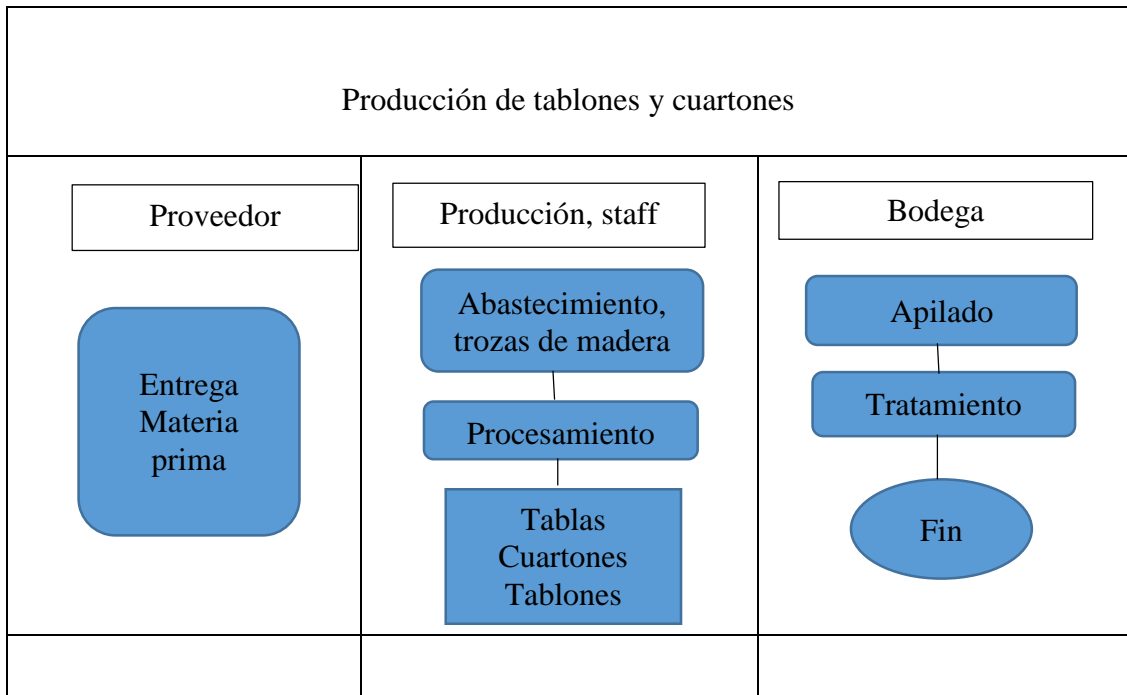 Producción de tablones y cuartones
Proveedor
Entrega
Materia
prima
Producción, staff
Abastecimiento,
trozas de madera
Procesamiento
Tablas
Cuartones
Tablones
Bodega
Apilado
Tratamiento
Fin